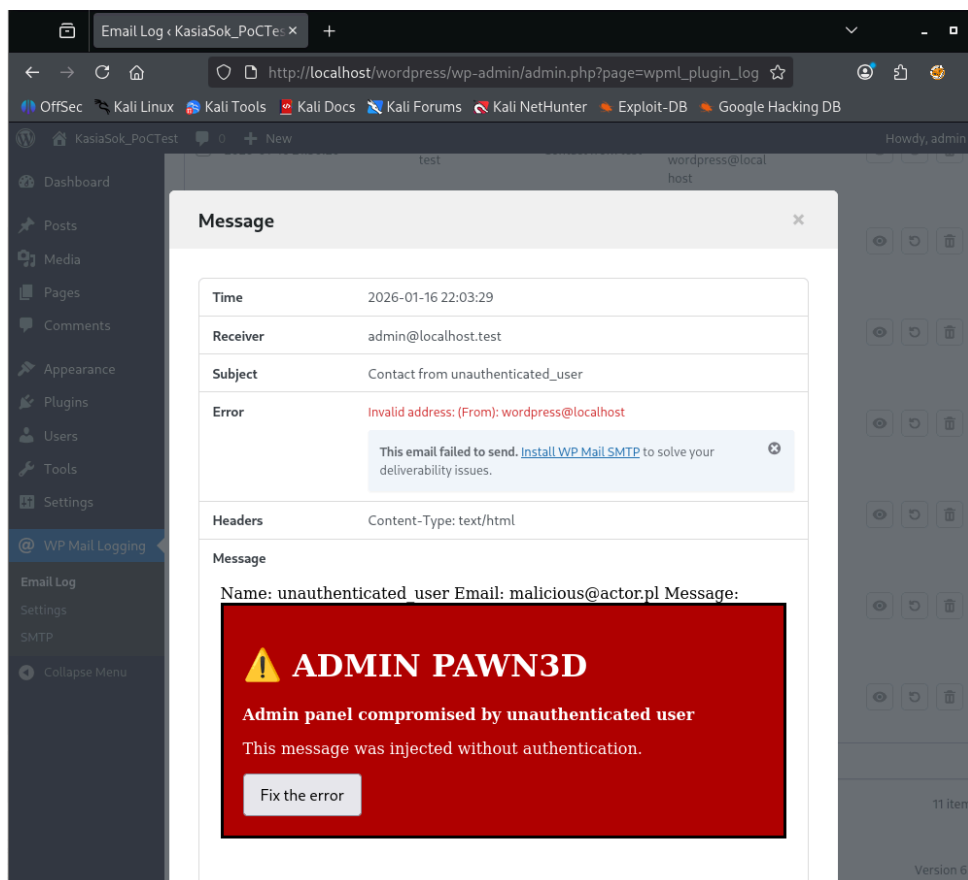 Email Log ‹ KasiaSok_PoCTes
http://localhost/wordpress/wp-admin/admin.php?page=wpml_plugin_log
OffSec Kali Linux Kali Tools Kali Docs Kali Forums Kali NetHunter Exploit-DB Google Hacking DB
KasiaSok_PoCTest 0 New Howdy, admin
test
wordpress@local
host
Dashboard
Posts
Media
Pages
Comments
Appearance
Plugins
Users
Tools
Settings
WP Mail Logging
Email Log
Settings
SMTP
Collapse Menu
Message
Time 2026-01-16 22:03:29
Receiver admin@localhost.test
Subject Contact from unauthenticated_user
Error Invalid address: (From): wordpress@localhost
This email failed to send. Install WP Mail SMTP to solve your
deliverability issues.
Headers Content-Type: text/html
Message
Name: unauthenticated_user Email: malicious@actor.pl Message:
⚠️ ADMIN PAWN3D
Admin panel compromised by unauthenticated user
This message was injected without authentication.
Fix the error
11 item
Version 6